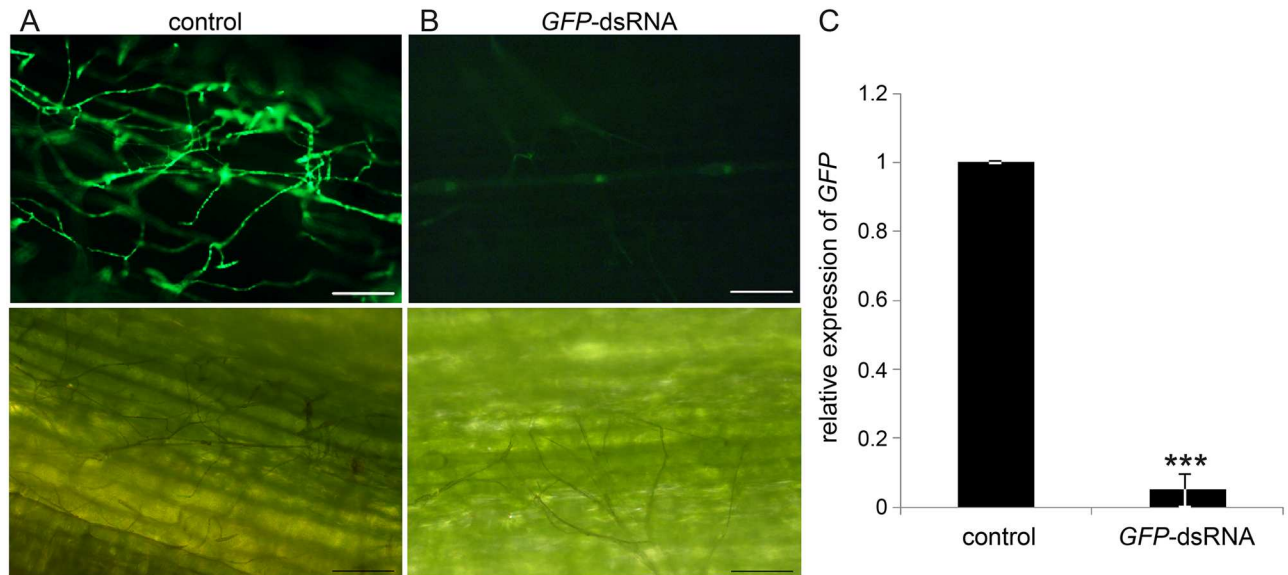 A
control
B
GFP-dsRNA
C
relative expression of GFP
1.2
1
0.8
0.6
0.4
0.2
0
***
control
GFP-dsRNA